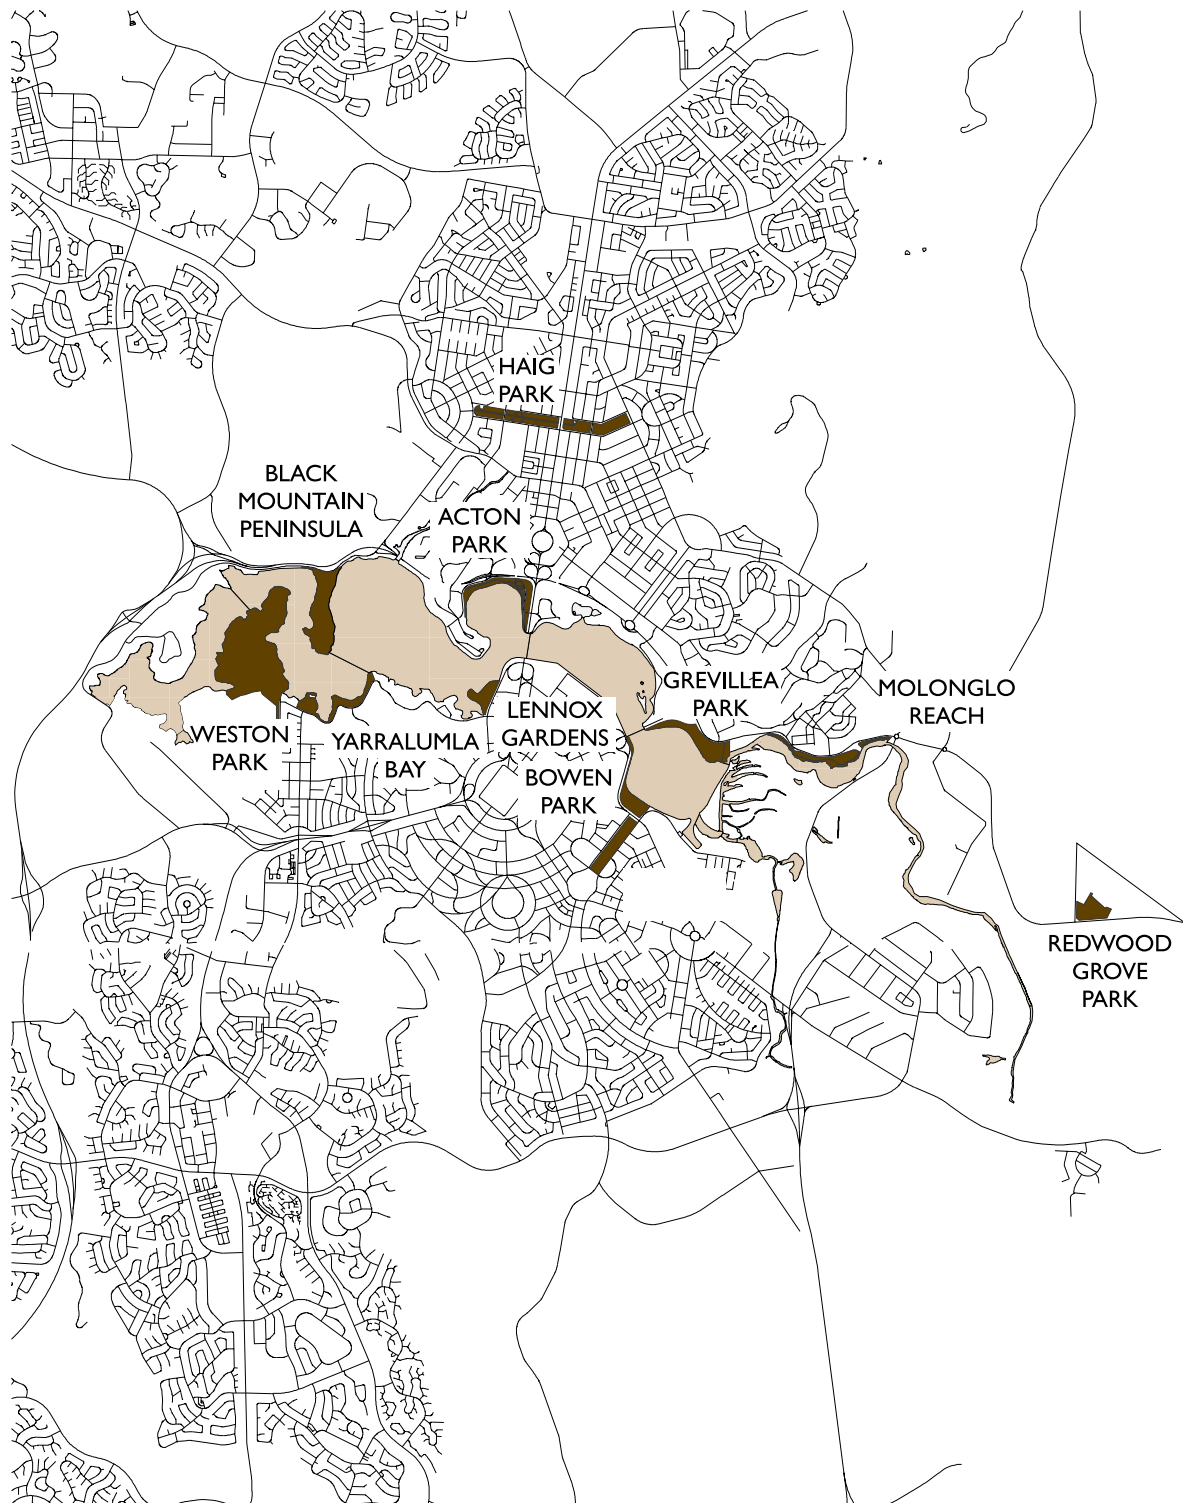 HAIG
PARK
BLACK
MOUNTAIN
PENINSULA
ACTON
PARK
GREVILLEA
PARK
MOLONGLO
REACH
WESTON
PARK
YARRALUMLA
BAY
LENNOX
GARDENS
BOWEN
PARK
REDWOOD
GROVE
PARK